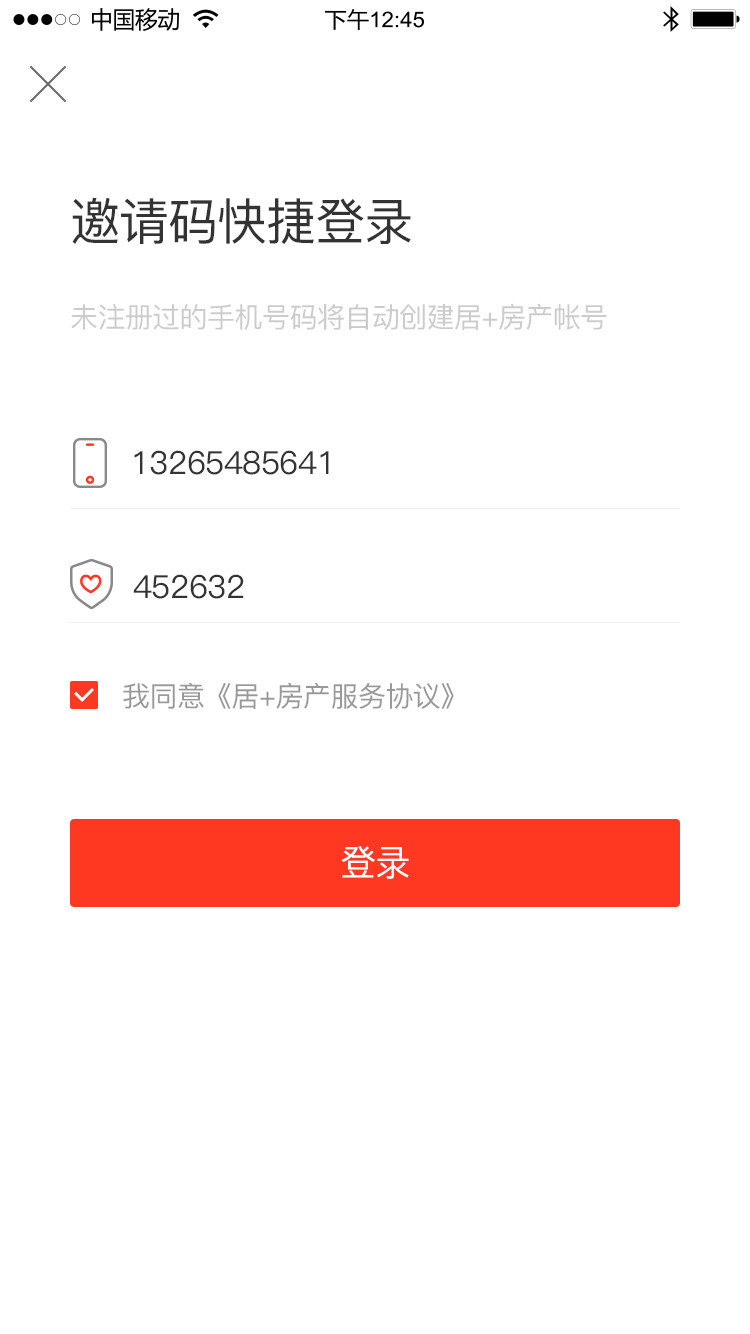 中国移动 下午12:45
邀请码快捷登录
未注册过的手机号码将自动创建居+房产帐号
13265485641
452632
我同意《居+房产服务协议》
登录